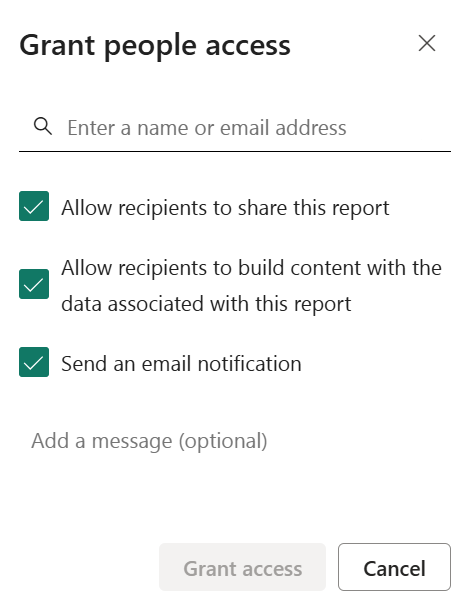 Grant people access
Enter a name or email address
Allow recipients to share this report
Allow recipients to build content with the
data associated with this report
Send an email notification
Add a message (optional)
Grant access
Cancel